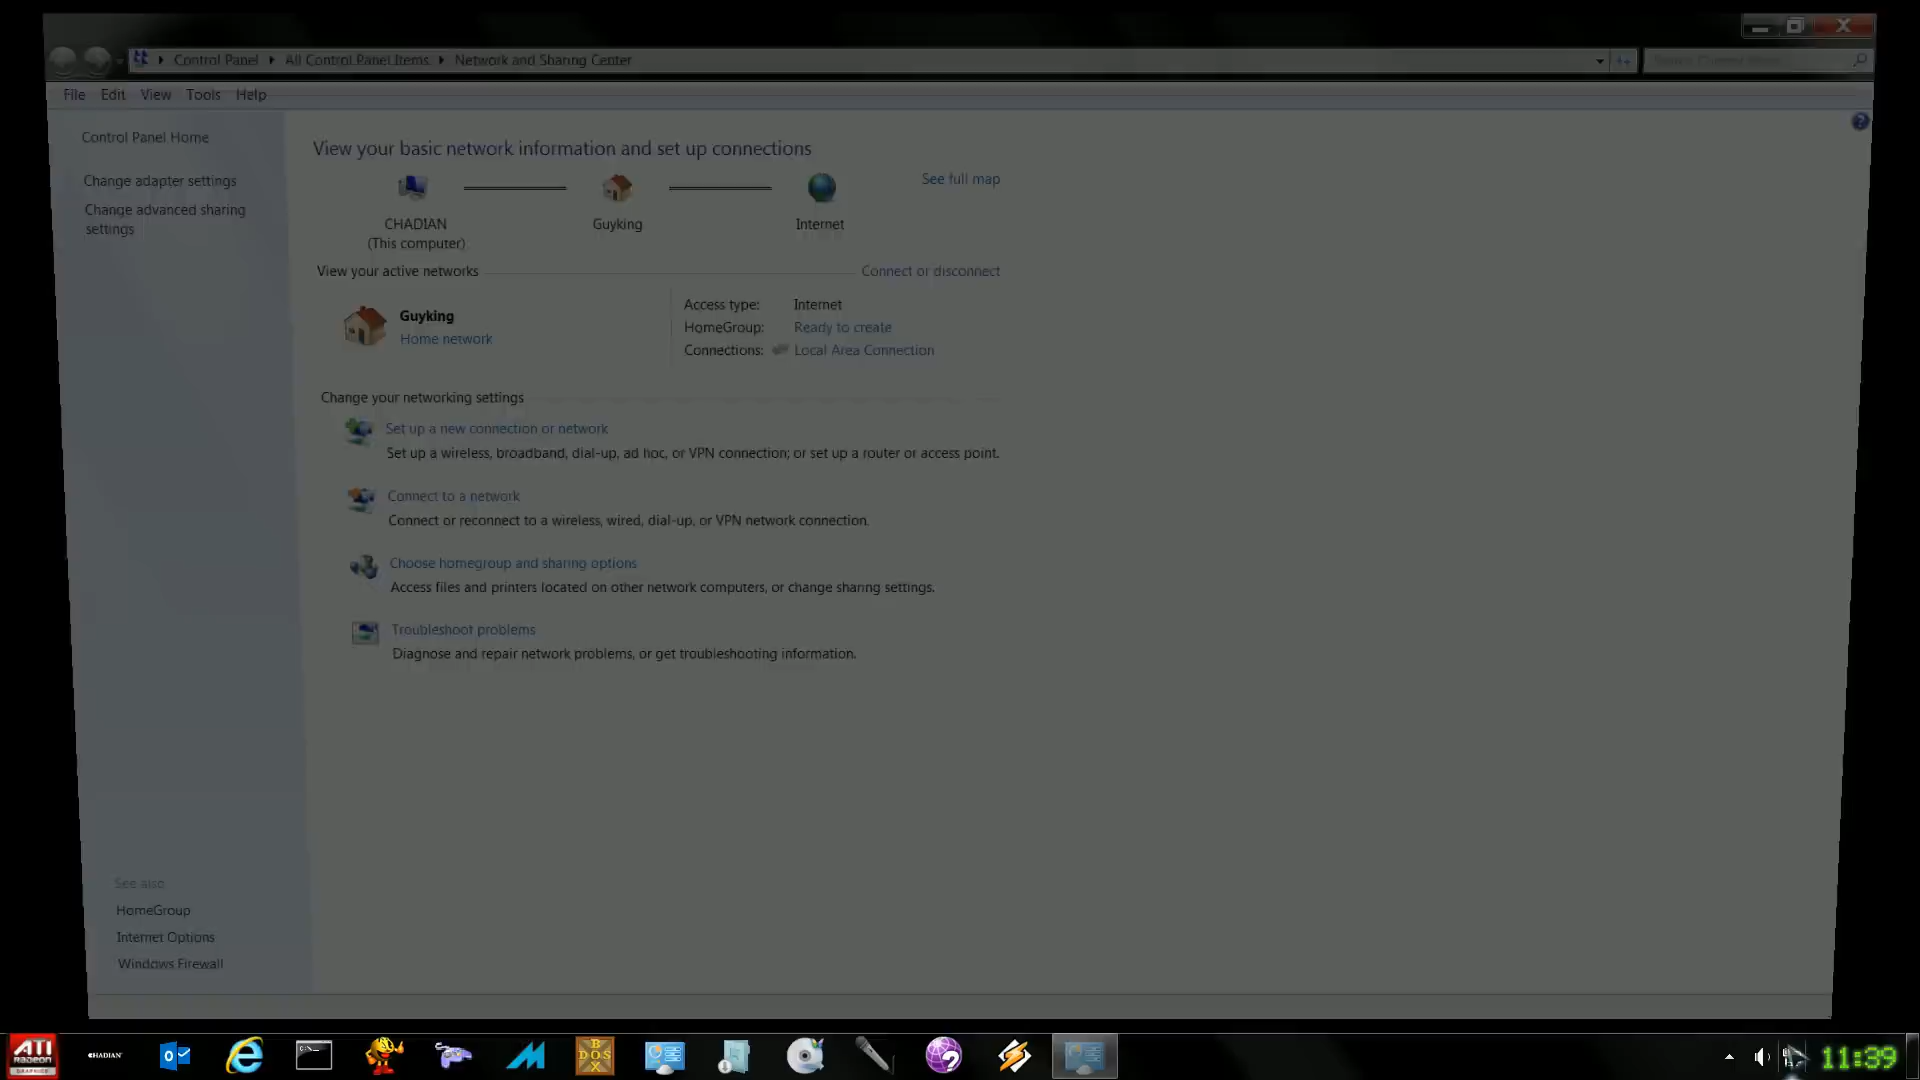 Control Panel
All Control Panel Items
Network and Sharing Center
File Edit View Tools Help
Control Panel Home
Change adapter settings
Change advanced sharing
settings
View your basic network information and set up connections
See full map
CHADIAN
(This computer)
Guyking
Internet
View your active networks
Connect or disconnect
Guyking
Home network
Access type: Internet
HomeGroup: Ready to create
Connections: Local Area Connection
Change your networking settings
Set up a new connection or network
Set up a wireless, broadband, dial-up, ad hoc, or VPN connection; or set up a router or access point.
Connect to a network
Connect or reconnect to a wireless, wired, dial-up, or VPN network connection.
Choose homegroup and sharing options
Access files and printers located on other network computers, or change sharing settings.
Troubleshoot problems
Diagnose and repair network problems, or get troubleshooting information.
See also
HomeGroup
Internet Options
Windows Firewall
ATI
RADEON
GRAPHICS
CHADIAN
DOS
11:39